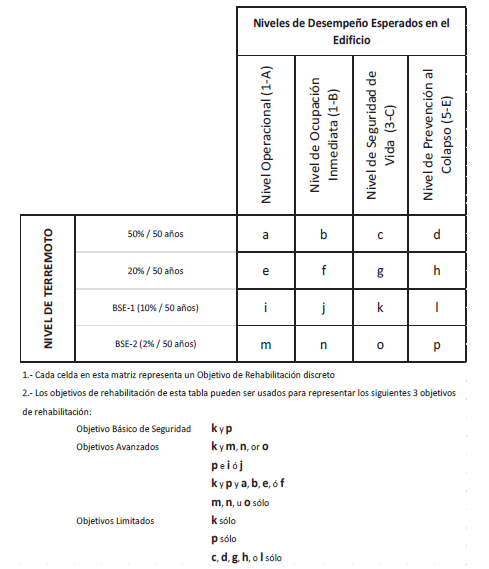 Niveles de Desempeño Esperados en el
Edificio
Nivel Operacional (1-A)
Nivel de Ocupación
Inmediata (1-B)
Nivel de Seguridad de
Vida (3-C)
Nivel de Prevención al
Colapso (5-E)
NIVEL DE TERREMOTO
50% / 50 años a b c d
20% / 50 años e f g h
BSE-1 (10% / 50 años) i j k l
BSE-2 (2% / 50 años) m n o p
1.- Cada celda en esta matriz representa un Objetivo de Rehabilitación discreto
2.- Los objetivos de rehabilitación de esta tabla pueden ser usados para representar los siguientes 3 objetivos
de rehabilitación:
Objetivo Básico de Seguridad k y p
Objetivos Avanzados k y m, n, or o
p e i ó j
k y p y a, b, e, ó f
m, n, u o sólo
Objetivos Limitados k sólo
p sólo
c, d, g, h, o l sólo